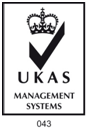 UKAS
MANAGEMENT
SYSTEMS
043